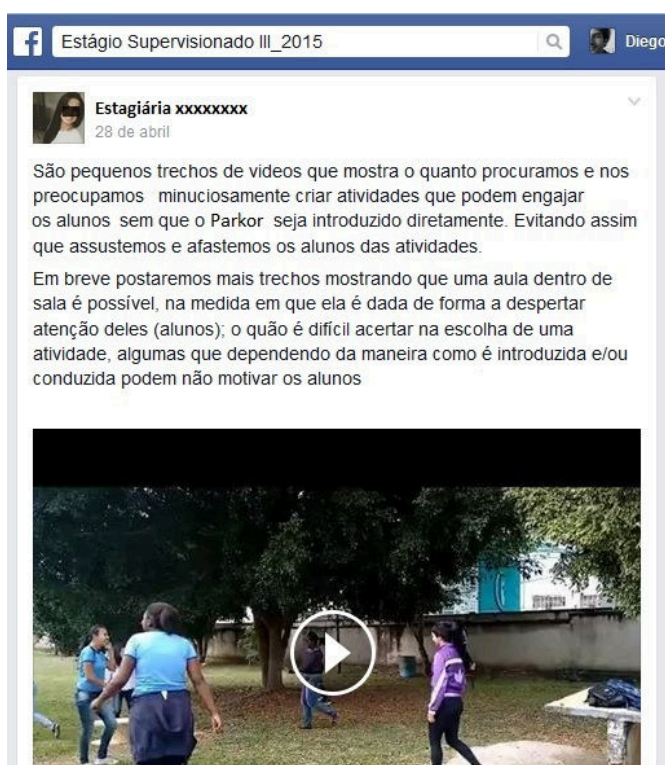 Estágio Supervisionado III_2015
Diego
Estagiária xxxxxxxx
28 de abril
São pequenos trechos de videos que mostra o quanto procuramos e nos
preocupamos minuciosamente criar atividades que podem engajar
os alunos sem que o Parkor seja introduzido diretamente. Evitando assim
que assustemos e afastemos os alunos das atividades.
Em breve postaremos mais trechos mostrando que uma aula dentro de
sala é possível, na medida em que ela é dada de forma a despertar
atenção deles (alunos); o quão é difícil acertar na escolha de uma
atividade, algumas que dependendo da maneira como é introduzida e/ou
conduzida podem não motivar os alunos